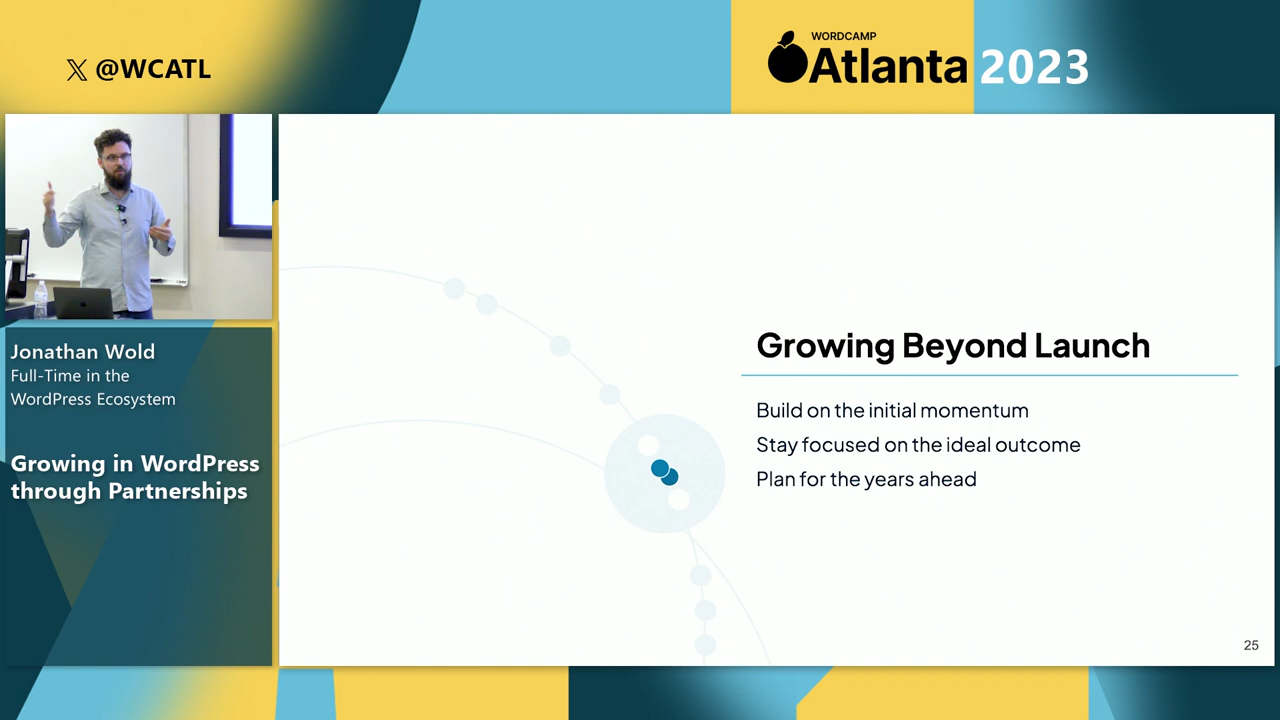 𝕏 @WCATL
WORDCAMP
Atlanta 2023
Jonathan Wold
Full-Time in the
WordPress Ecosystem
Growing in WordPress
through Partnerships
Growing Beyond Launch
Build on the initial momentum
Stay focused on the ideal outcome
Plan for the years ahead
25